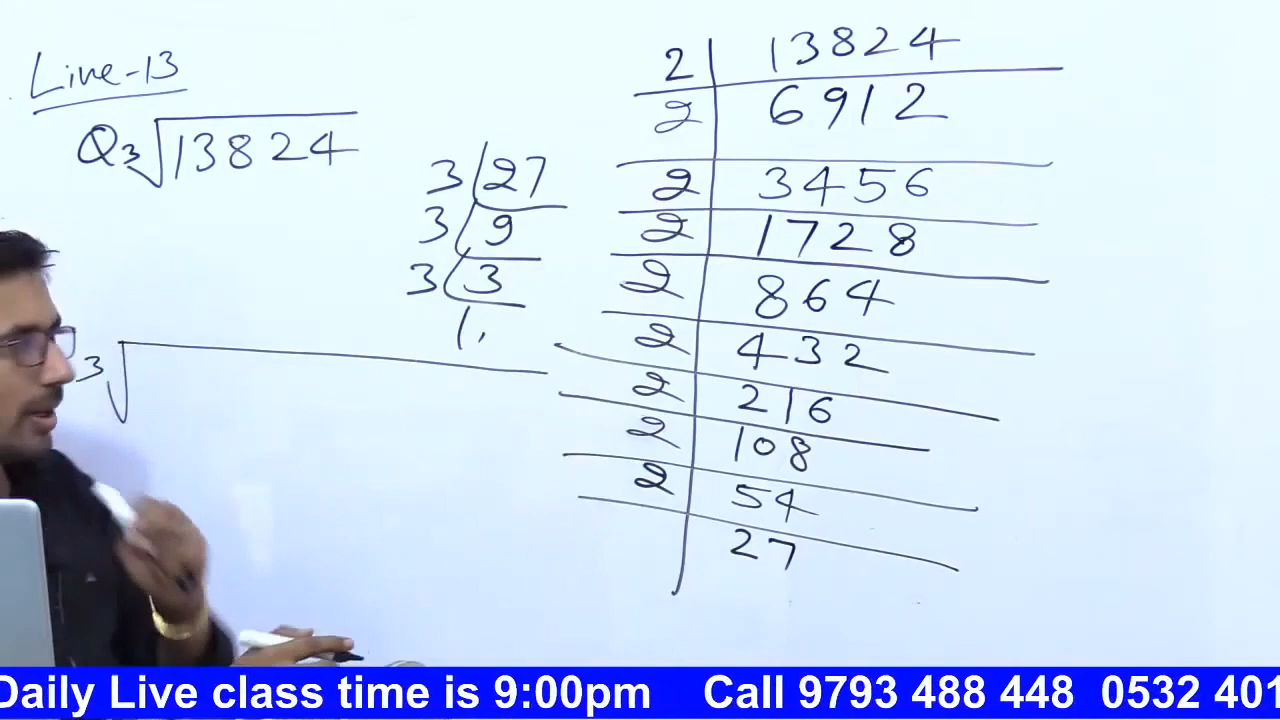 Live-13
Q ∛13824
3 | 27
3 | 9
3 | 3
1.
3√
2 | 13824
2 | 6912
2 | 3456
2 | 1728
2 | 864
2 | 432
2 | 216
2 | 108
2 | 54
27
Daily Live class time is 9:00pm Call 9793 488 448 0532 401